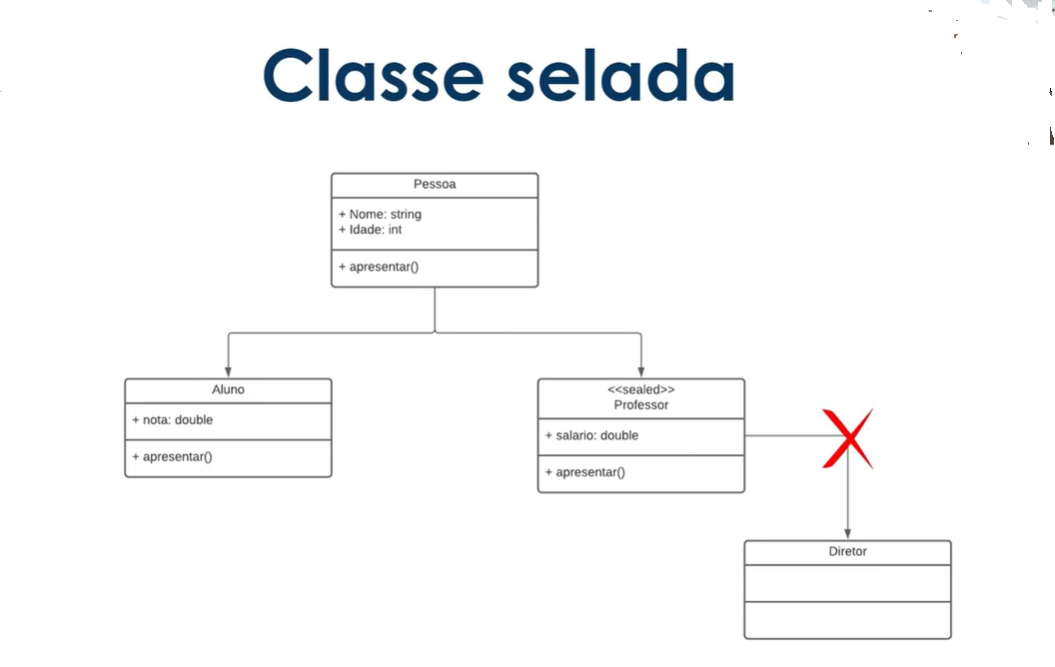 Classe selada
Pessoa
+ Nome: string
+ Idade: int
+ apresentar()
Aluno
+ nota: double
+ apresentar()
<<sealed>>
Professor
+ salario: double
+ apresentar()
Diretor